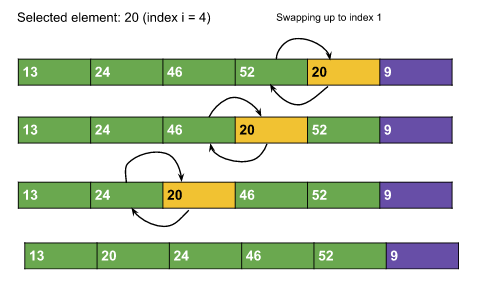 Selected element: 20 (index i = 4)
Swapping up to index 1
13 24 46 52 20 9
13 24 46 20 52 9
13 24 20 46 52 9
13 20 24 46 52 9